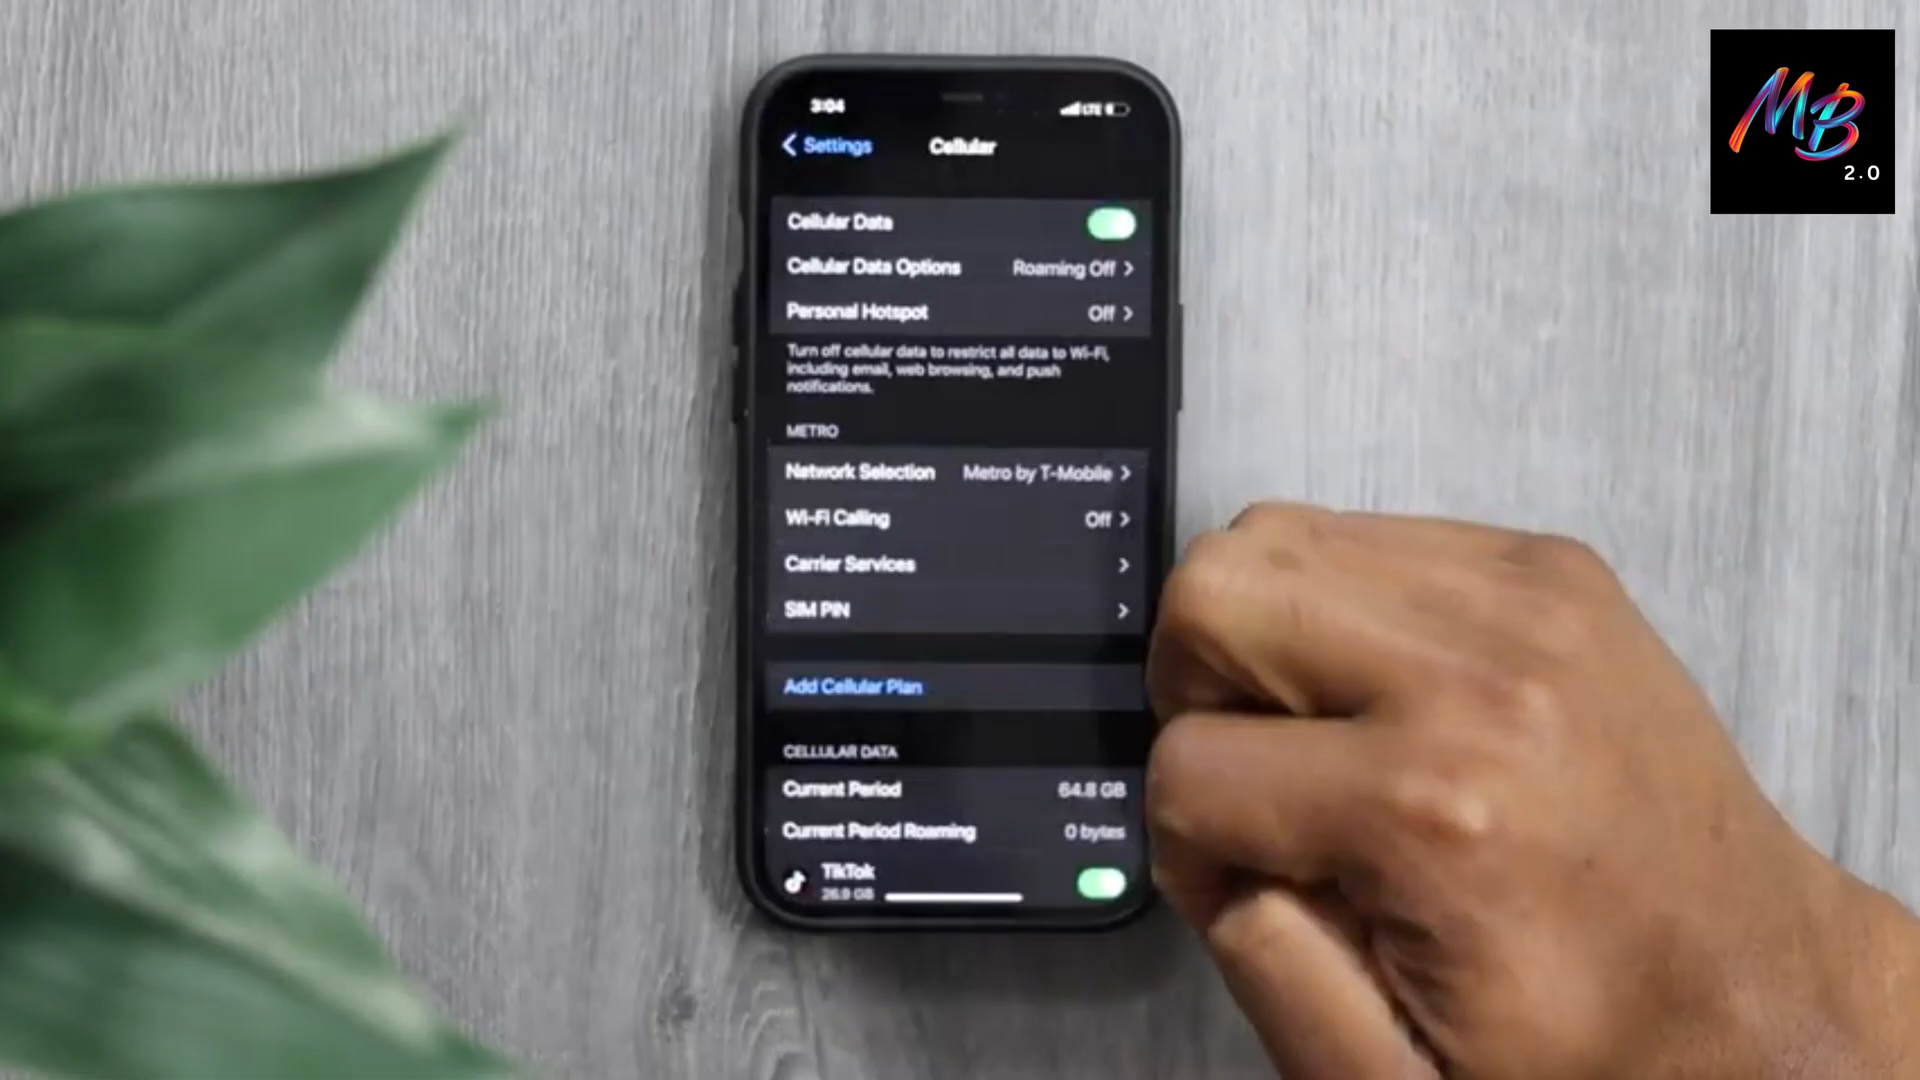 MB
2.0
3:04
LTE
Settings
Cellular
Cellular Data
Cellular Data Options Roaming Off
Personal Hotspot Off
Turn off cellular data to restrict all data to Wi-Fi,
including email, web browsing, and push
notifications.
METRO
Network Selection Metro by T-Mobile
Wi-Fi Calling Off
Carrier Services
SIM PIN
Add Cellular Plan
CELLULAR DATA
Current Period 64.8 GB
Current Period Roaming 0 bytes
TikTok
26.9 GB